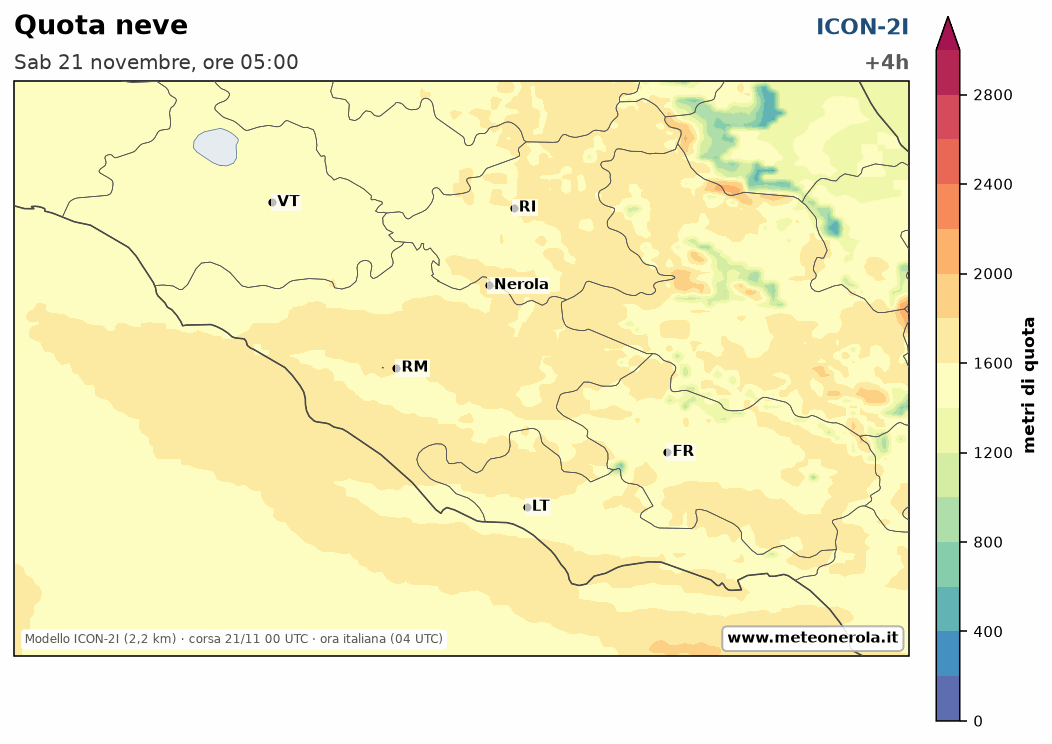 Quota neve
ICON-2I
Sab 21 novembre, ore 05:00
+4h
VT
RI
Nerola
RM
FR
LT
Modello ICON-2I (2,2 km) · corsa 21/11 00 UTC · ora italiana (04 UTC)
www.meteonerola.it
2800
2400
2000
1600
1200
800
400
0
metri di quota